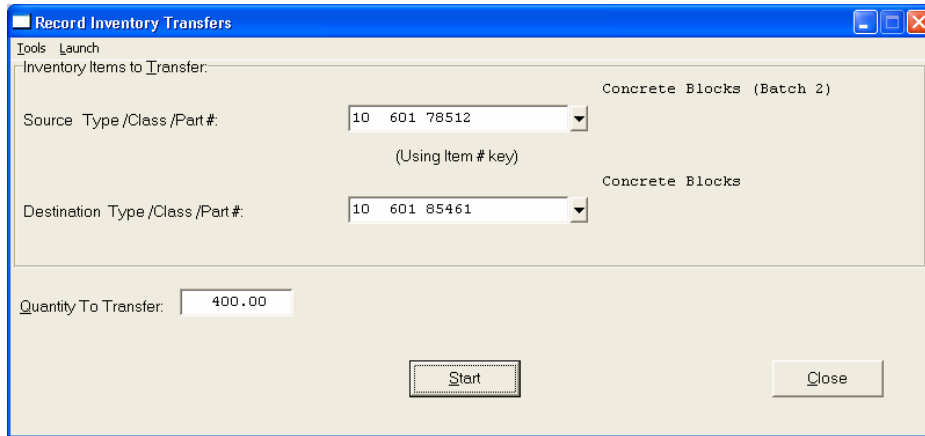 Record Inventory Transfers
Tools Launch
Inventory Items to Transfer:
Concrete Blocks (Batch 2)
Source Type /Class /Part #: 10 601 78512
(Using Item # key)
Concrete Blocks
Destination Type /Class /Part #: 10 601 85461
Quantity To Transfer: 400.00
Start Close